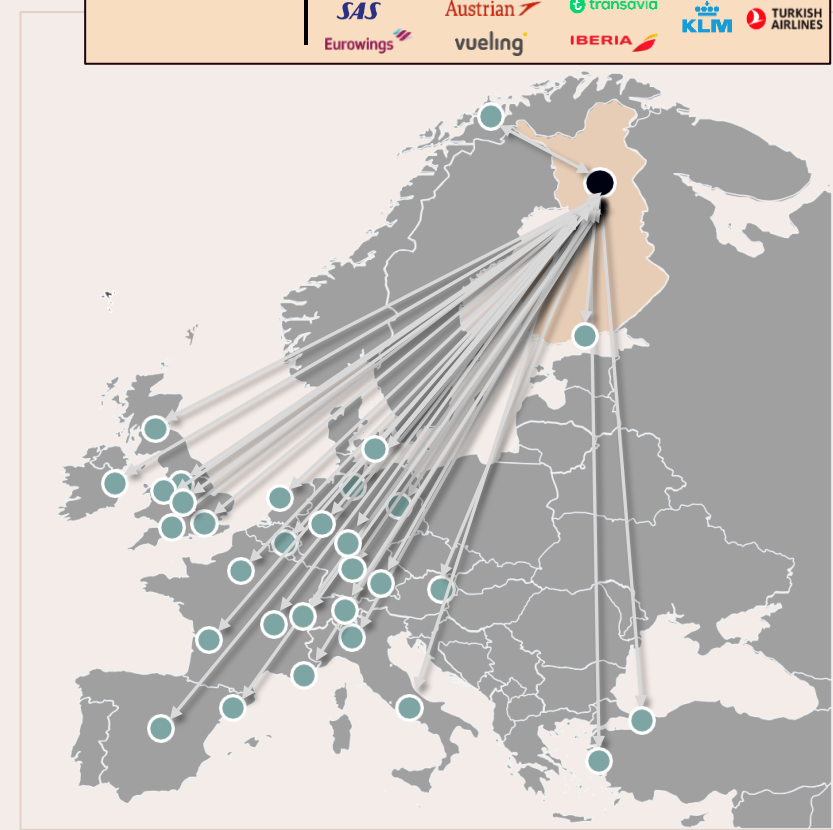 SAS
Austrian
transavia
KLM
TURKISH
AIRLINES
Eurowings
vueling
IBERIA